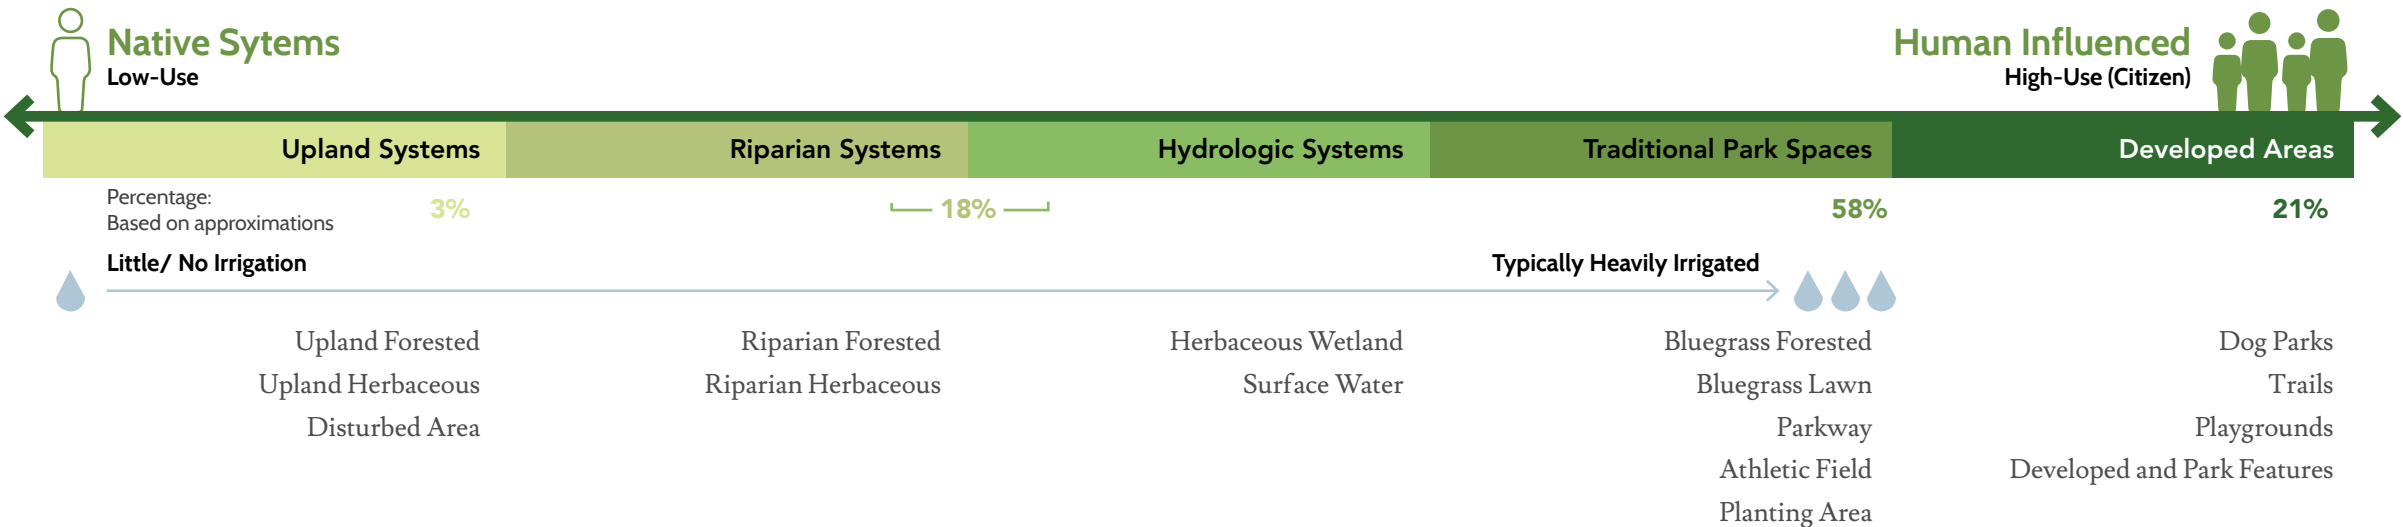 Native Sytems
Low-Use
Human Influenced
High-Use (Citizen)
Upland Systems
Riparian Systems
Hydrologic Systems
Traditional Park Spaces
Developed Areas
Percentage:
Based on approximations
3%
18%
58%
21%
Little/ No Irrigation
Typically Heavily Irrigated
Upland Forested
Upland Herbaceous
Disturbed Area
Riparian Forested
Riparian Herbaceous
Herbaceous Wetland
Surface Water
Bluegrass Forested
Bluegrass Lawn
Parkway
Athletic Field
Planting Area
Dog Parks
Trails
Playgrounds
Developed and Park Features